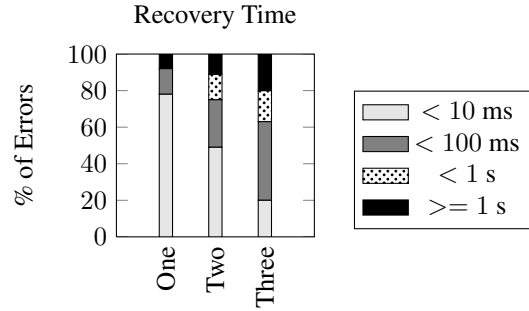 Recovery Time
% of Errors
100
80
60
40
20
0
One
Two
Three
< 10 ms
< 100 ms
< 1 s
>= 1 s